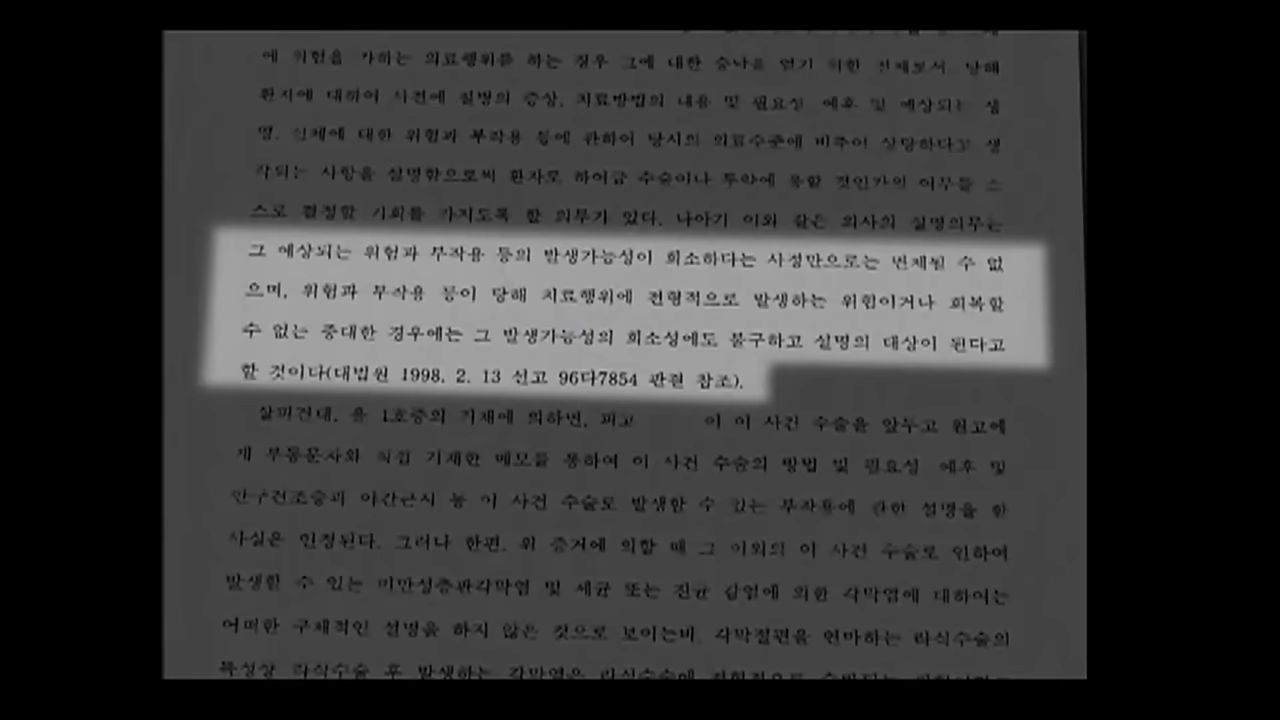 에 위험을 가하는 의료행위를 하는 경우 그에 대한 승낙을 얻기 위한 전제로서 당해
환자에 대하여 사전에 질병의 증상, 치료방법의 내용 및 필요성 예후 및 예상되는 생
명, 신체에 대한 위험과 부작용 등에 관하여 당시의 의료수준에 비추어 상당하다고 생
각되는 사항을 설명함으로써 환자로 하여금 수술이나 투약에 응할 것인가의 여부를 스
스로 결정할 기회를 가지도록 할 의무가 있다. 나아가 이와 같은 의사의 설명의무는
그 예상되는 위험과 부작용 등의 발생가능성이 희소하다는 사정만으로는 면제될 수 없
으며, 위험과 부작용 등이 당해 치료행위에 전형적으로 발생하는 위험이거나 회복할
수 없는 중대한 경우에는 그 발생가능성의 희소성에도 불구하고 설명의 대상이 된다고
할 것이다(대법원 1998. 2. 13 선고 96다7854 관련 참조).
살피건대, 을 1호증의 기재에 의하면, 피고 이 이 사건 수술을 앞두고 원고에
게 부동문자와 직접 기재한 메모를 통하여 이 사건 수술의 방법 및 필요성 예후 및
안구건조증과 야간근시 등 이 사건 수술로 발생할 수 있는 부작용에 관한 설명을 한
사실은 인정된다. 그러나 한편, 위 증거에 의할 때 그 이외의 이 사건 수술로 인하여
발생할 수 있는 미만성층판각막염 및 세균 또는 진균 감염에 의한 각막염에 대하여는
어떠한 구체적인 설명을 하지 않은 것으로 보이는바, 각막절편을 연마하는 라식수술의
특성상 라식수술 후 발생하는 각막염은 라식수술에